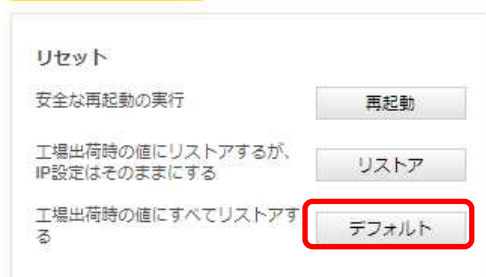 リセット
安全な再起動の実行
再起動
工場出荷時の値にリストアするが、
IP設定はそのままにする
リストア
工場出荷時の値にすべてリストアす
る
デフォルト